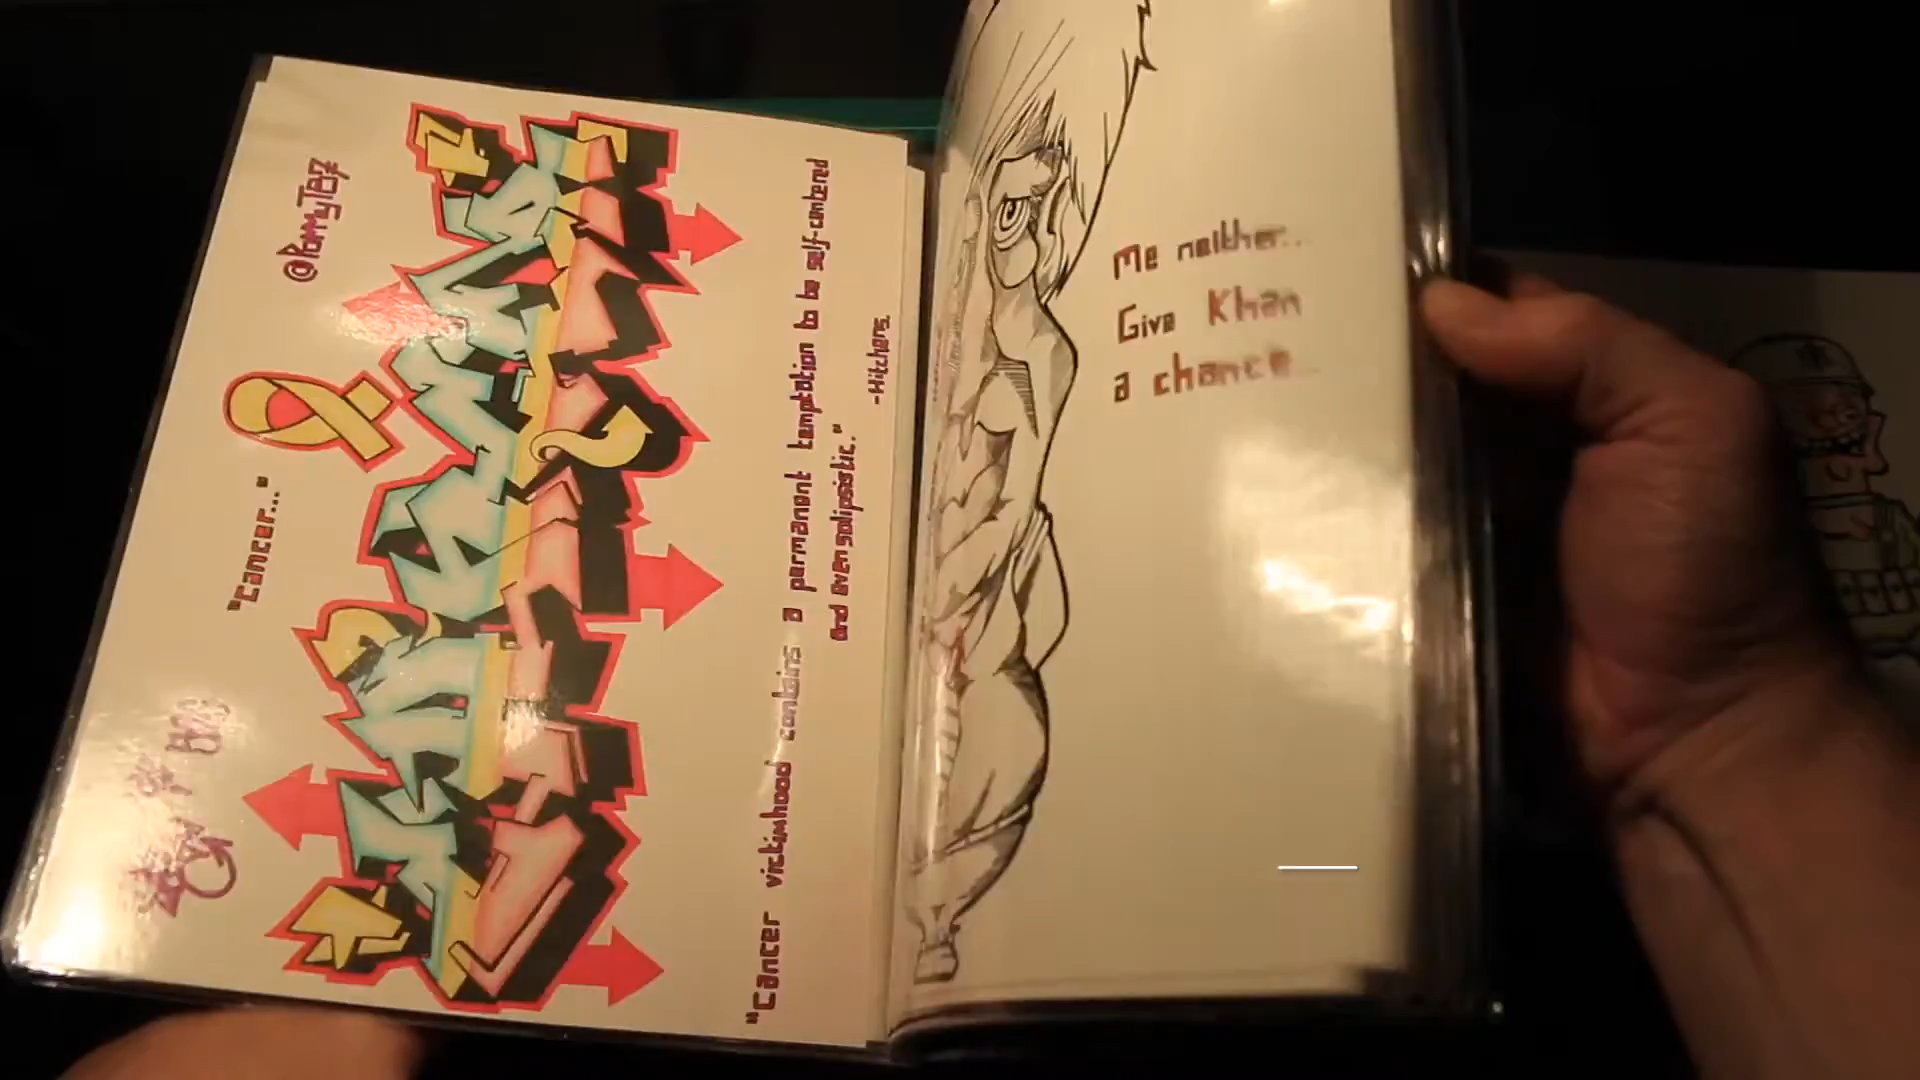 @RommyTBZ
"Cancer..."
"Cancer victimhood contains a permanent temptation to be self-centered
and even solipsistic."
-Hitchens.
Me neither...
Give Khan
a chance...